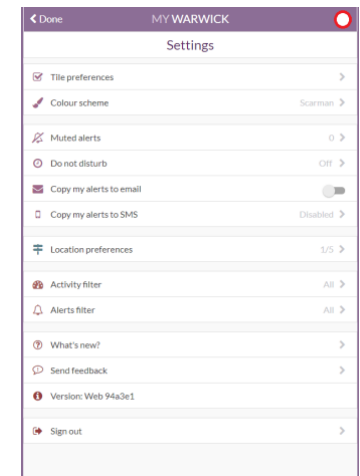 Done MY WARWICK
Settings
Tile preferences
Colour scheme Scarman
Muted alerts 0
Do not disturb Off
Copy my alerts to email
Copy my alerts to SMS Disabled
Location preferences 1/5
Activity filter All
Alerts filter All
What's new?
Send feedback
Version: Web 94a3e1
Sign out